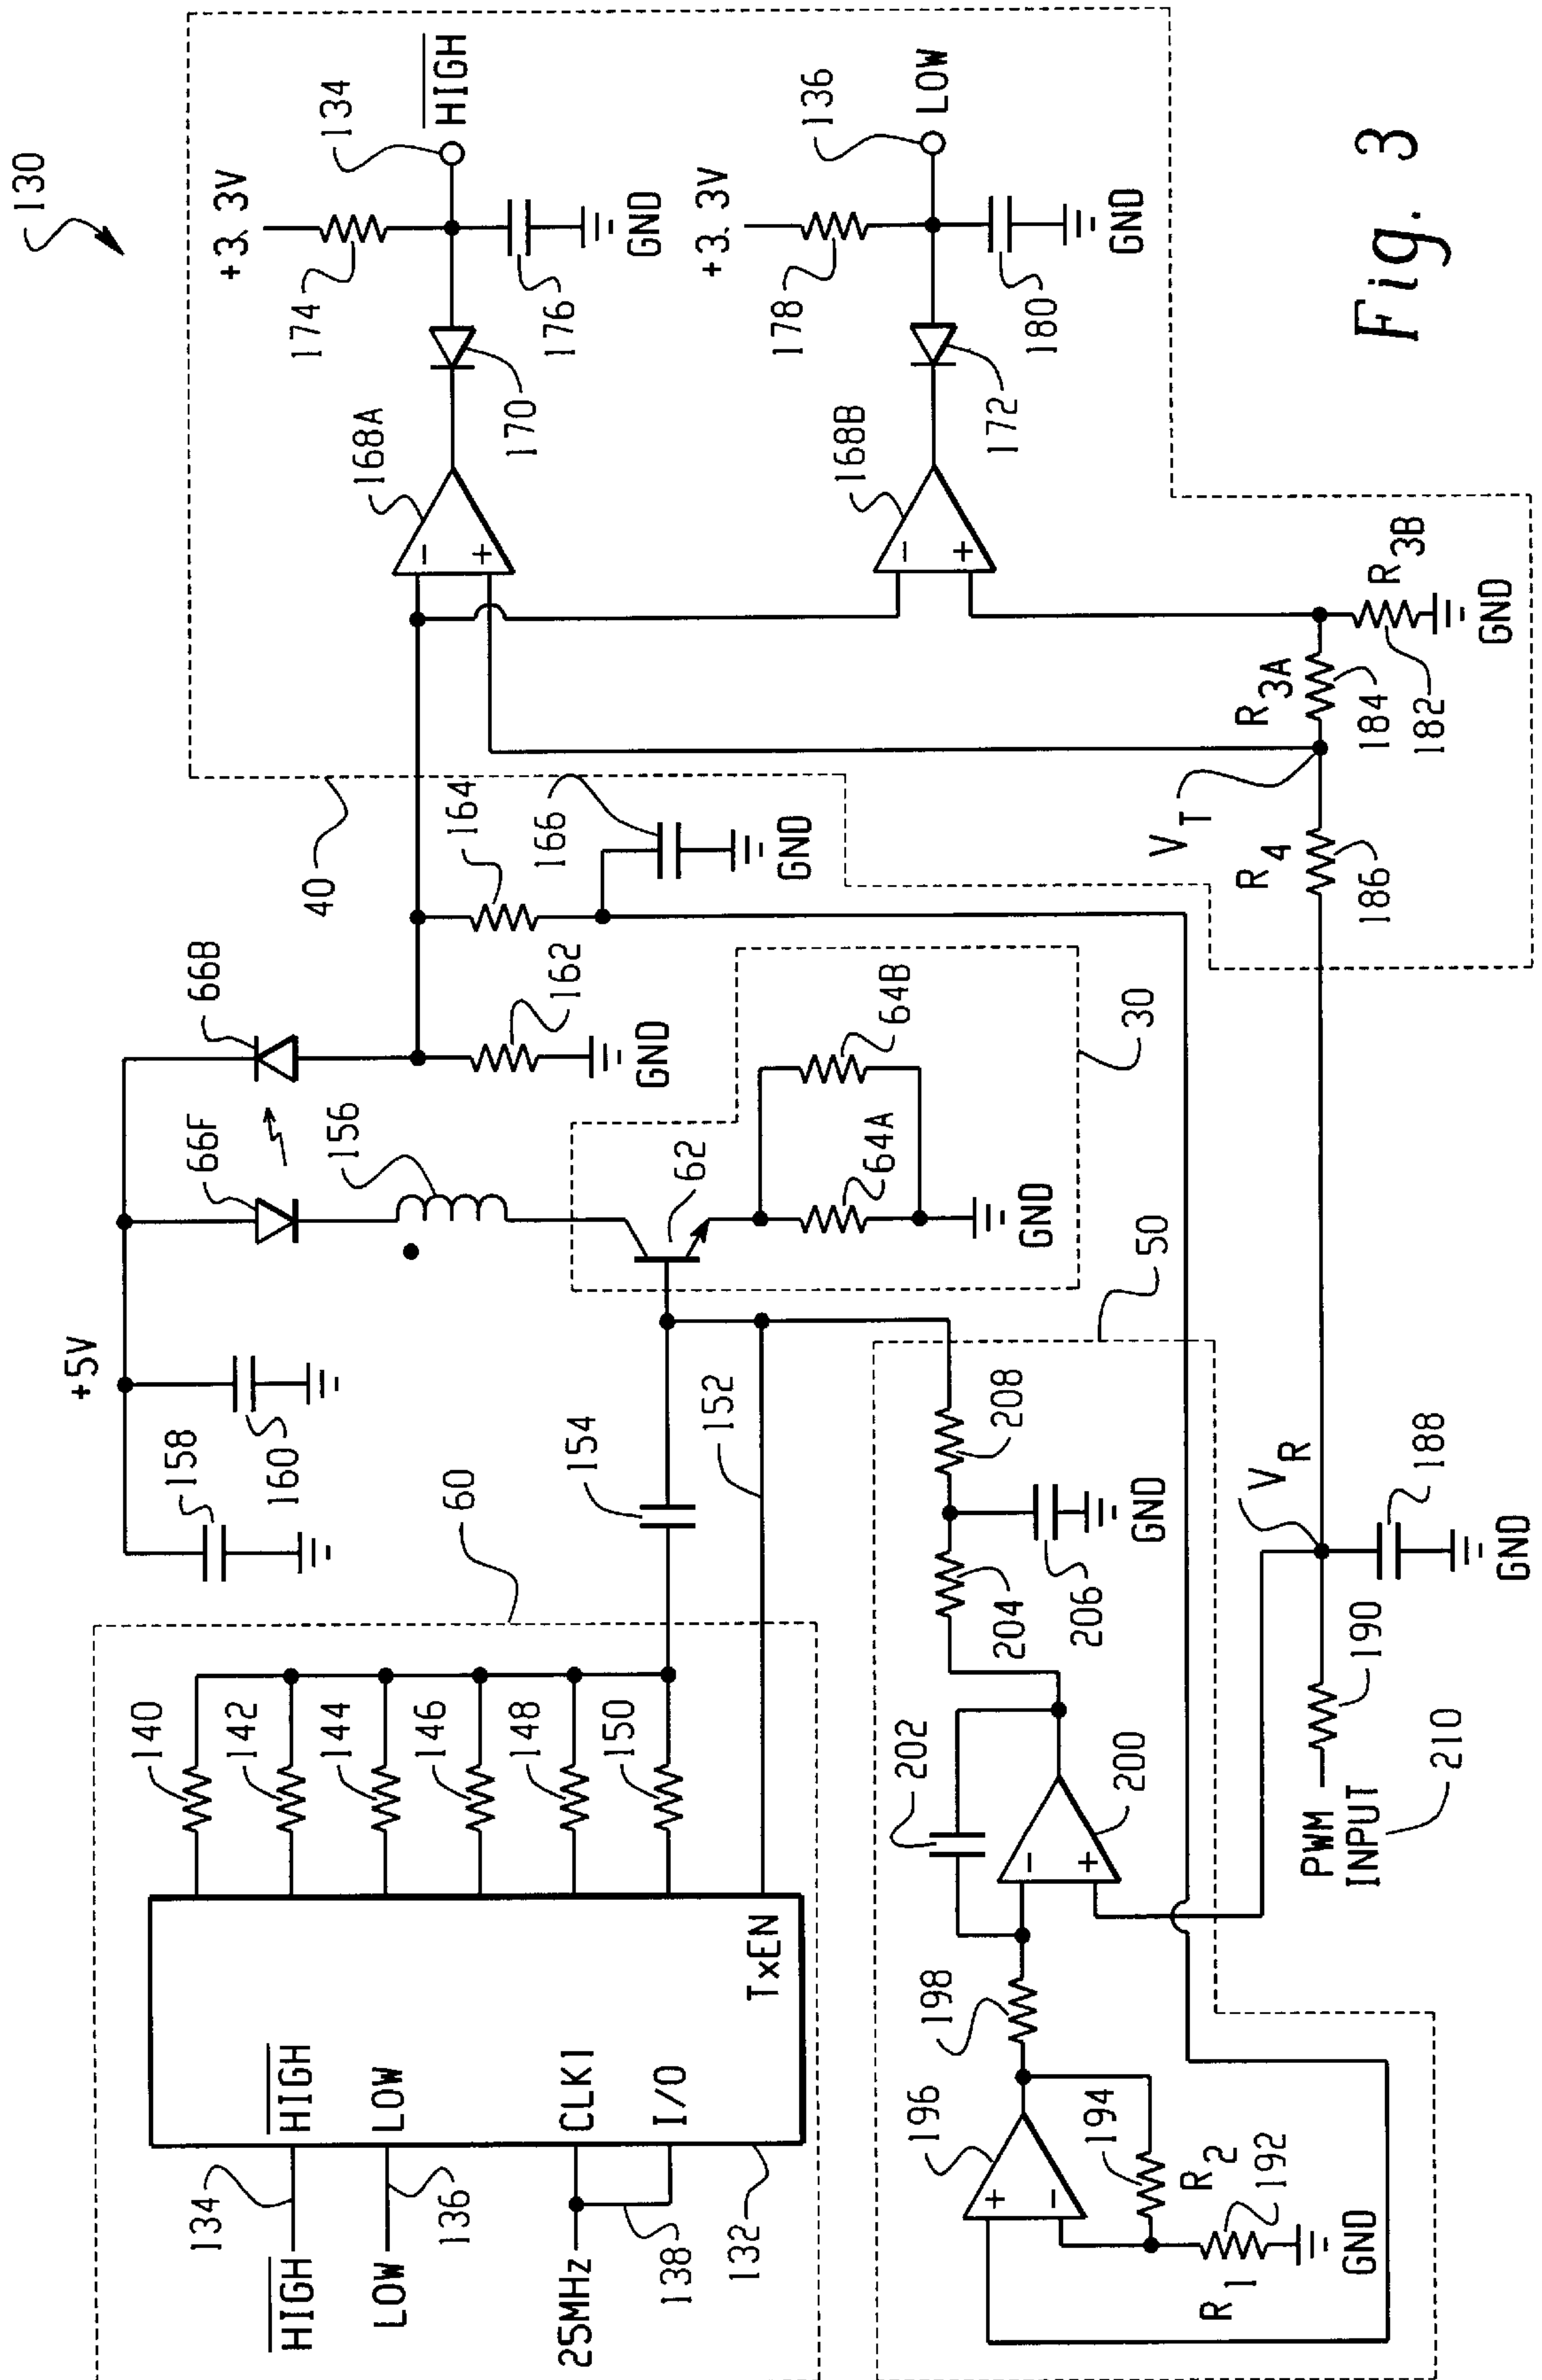 130
+3.3V
174
134
HIGH
176
GND
170
168A
+3.3V
178
136
LOW
180
GND
172
168B
-
+
-
+
R3B
GND
R3A
184
182
VT
R4
186
40
164
166
GND
66B
162
GND
66F
156
62
64B
64A
GND
30
50
+5V
158
160
154
152
60
208
204
206
GND
VR
188
GND
190
PWM
INPUT
210
140
142
144
146
148
150
TxEN
202
200
-
+
198
196
+
-
194
R2
192
R1
GND
HIGH
LOW
CLK1
I/O
134
136
138
132
HIGH
LOW
25MHz
Fig. 3